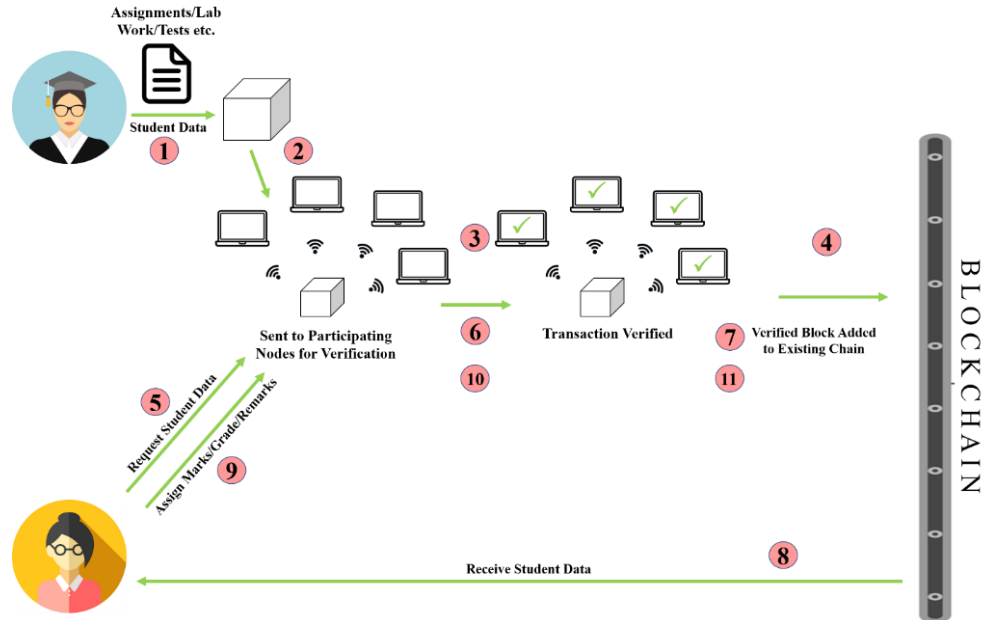 Assignments/Lab
Work/Tests etc.
Student Data
1
2
3
4
Sent to Participating
Nodes for Verification
Transaction Verified
Verified Block Added
to Existing Chain
5
6
7
10
11
Request Student Data
Assign Marks/Grade/Remarks
9
8
Receive Student Data
BLOCKCHAIN